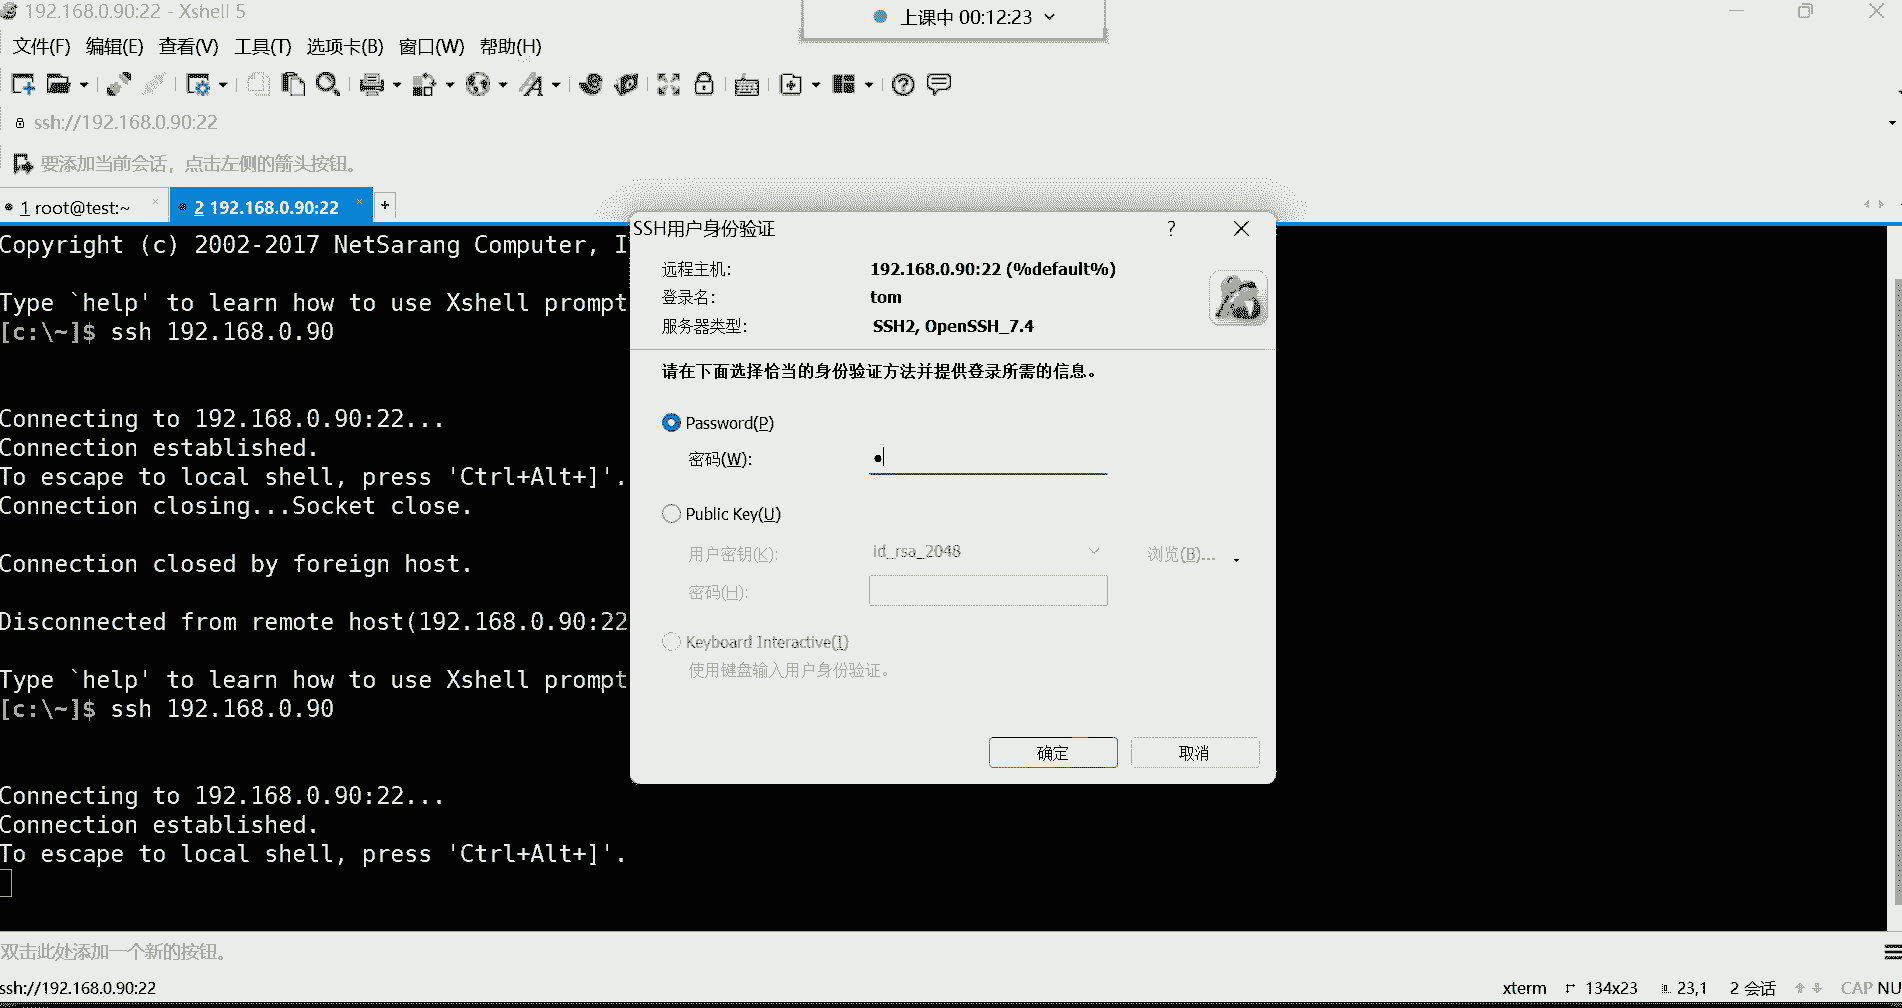 192.168.0.90:22 - Xshell 5
上课中 00:12:23
文件(F) 编辑(E) 查看(V) 工具(T) 选项卡(B) 窗口(W) 帮助(H)
ssh://192.168.0.90:22
要添加当前会话，点击左侧的箭头按钮。
1 root@test:~ × 2 192.168.0.90:22 × +
Copyright (c) 2002-2017 NetSarang Computer, I
Type `help' to learn how to use Xshell prompt
[c:\~]$ ssh 192.168.0.90
Connecting to 192.168.0.90:22...
Connection established.
To escape to local shell, press 'Ctrl+Alt+]'.
Connection closing...Socket close.
Connection closed by foreign host.
Disconnected from remote host(192.168.0.90:22
Type `help' to learn how to use Xshell prompt
[c:\~]$ ssh 192.168.0.90
Connecting to 192.168.0.90:22...
Connection established.
To escape to local shell, press 'Ctrl+Alt+]'.
SSH用户身份验证 ?
远程主机: 192.168.0.90:22 (%default%)
登录名: tom
服务器类型: SSH2, OpenSSH_7.4
请在下面选择恰当的身份验证方法并提供登录所需的信息。
Password(P)
密码(W):
Public Key(U)
用户密钥(K): id_rsa_2048 浏览(B)...
密码(H):
Keyboard Interactive(I)
使用键盘输入用户身份验证。
确定 取消
双击此处添加一个新的按钮。
ssh://192.168.0.90:22 xterm 134x23 23,1 2 会话 CAP NU